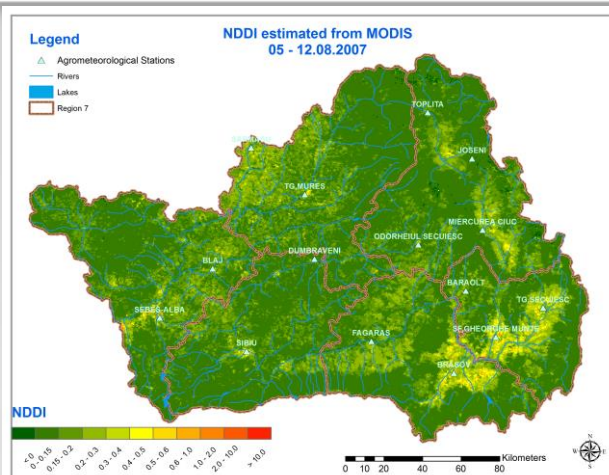 NDDI estimated from MODIS
05 - 12.08.2007
Legend
Agrometeorological Stations
Rivers
Lakes
Region 7
TOPLITA
JOSENI
TG.MURES
MIERCUREA CIUC
ODORHEIUL SECUIESC
DUMBRAVENI
BLAJ
BARAOLT
TG.SECUIESC
SEBES-ALBA
SF.GHEORGHE MUNTE
FAGARAS
SIBIU
BRASOV
NDDI
< 0
0-0.15
0.15-0.2
0.2-0.3
0.3-0.4
0.4-0.5
0.5-0.6
0.6-1.0
1.0-2.0
2.0-10.0
> 10.0
Kilometers
0 10 20 40 60 80
N
W E
S